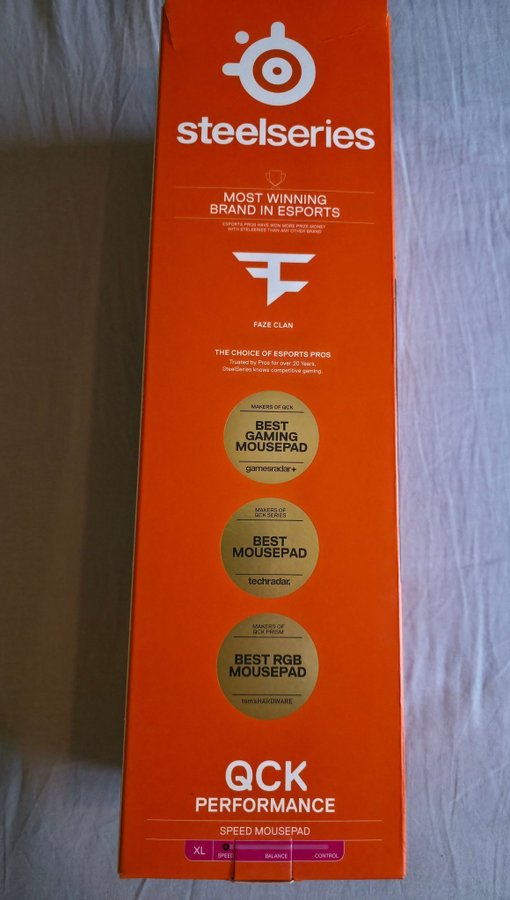 steelseries
MOST WINNING
BRAND IN ESPORTS
ESPORTS PROS HAVE WON MORE PRIZE MONEY
WITH STELSERIES THAN ANY OTHER BRAND
FAZE CLAN
THE CHOICE OF ESPORTS PROS
Trusted by Pros for over 20 Years,
SteelSeries knows competitive gaming.
MAKERS OF QCK
BEST
GAMING
MOUSEPAD
gamesradar+
MAKERS OF
QCK SERIES
BEST
MOUSEPAD
techradar.
MAKERS OF
QCK PRISM
BEST RGB
MOUSEPAD
tom'sHARDWARE
QCK
PERFORMANCE
SPEED MOUSEPAD
XL SPEED BALANCE CONTROL